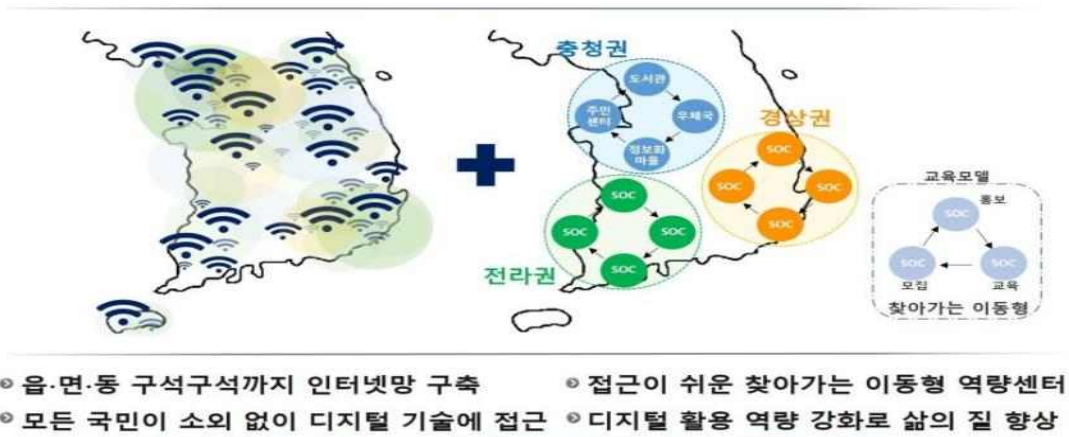 충청권
도서관
주민
센터
우체국
정보화
마을
경상권
SOC
SOC
SOC
SOC
전라권
SOC
SOC
SOC
SOC
교육모델
홍보
SOC
SOC
SOC
모집
교육
찾아가는 이동형
읍·면·동 구석구석까지 인터넷망 구축
모든 국민이 소외 없이 디지털 기술에 접근
접근이 쉬운 찾아가는 이동형 역량센터
디지털 활용 역량 강화로 삶의 질 향상